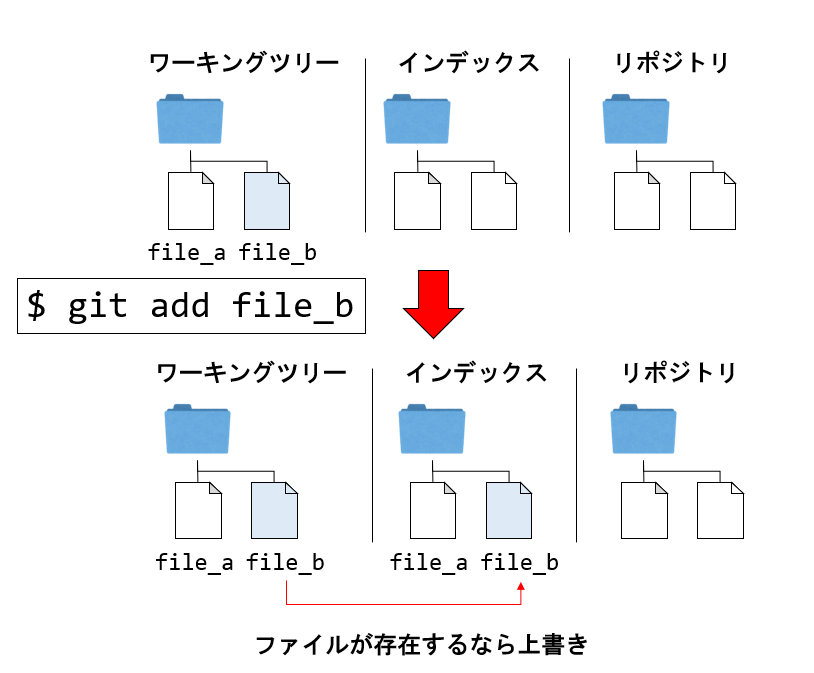 ワーキングツリー
インデックス
リポジトリ
file_a file_b
$ git add file_b
ワーキングツリー
インデックス
リポジトリ
file_a file_b
file_a file_b
ファイルが存在するなら上書き